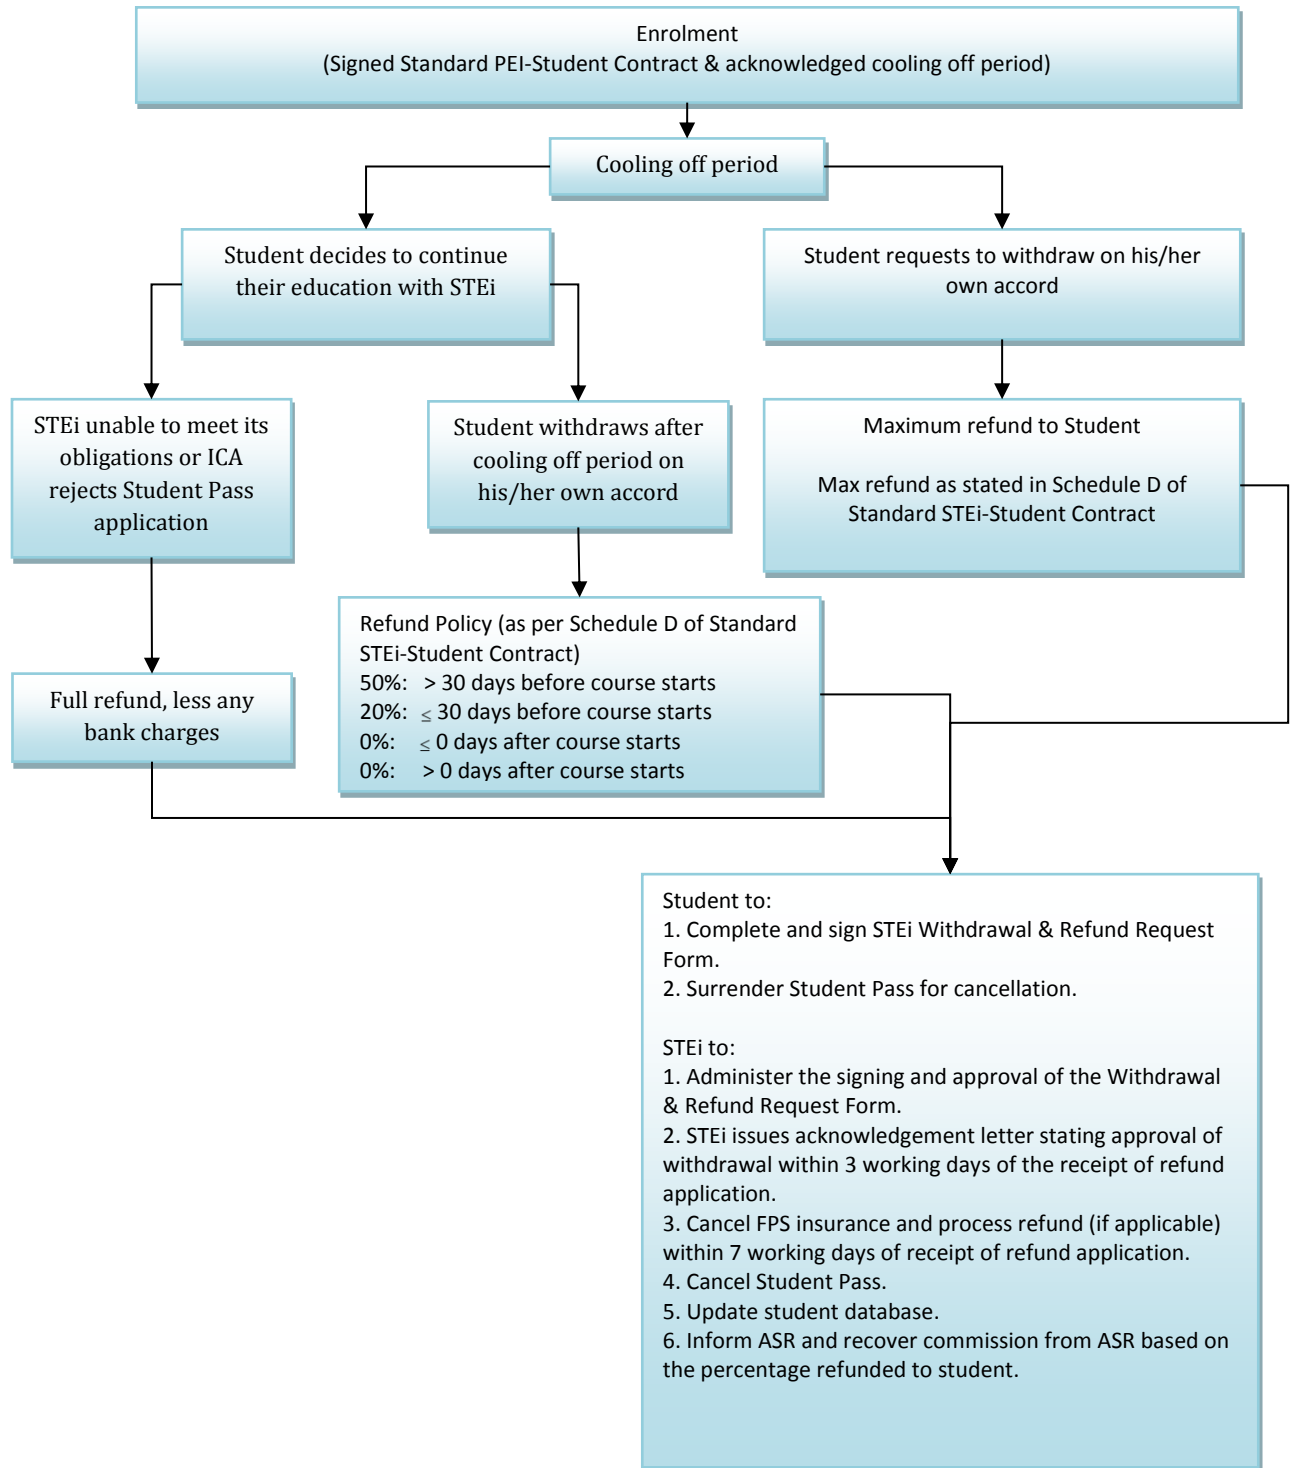 Enrolment
(Signed Standard PEI-Student Contract & acknowledged cooling off period)
Cooling off period
Student decides to continue
their education with STEi
Student requests to withdraw on his/her
own accord
STEi unable to meet its
obligations or ICA
rejects Student Pass
application
Student withdraws after
cooling off period on
his/her own accord
Maximum refund to Student
Max refund as stated in Schedule D of
Standard STEi-Student Contract
Full refund, less any
bank charges
Refund Policy (as per Schedule D of Standard
STEi-Student Contract)
50%: > 30 days before course starts
20%: ≤ 30 days before course starts
0%: ≤ 0 days after course starts
0%: > 0 days after course starts
Student to:
1. Complete and sign STEi Withdrawal & Refund Request
Form.
2. Surrender Student Pass for cancellation.
STEi to:
1. Administer the signing and approval of the Withdrawal
& Refund Request Form.
2. STEi issues acknowledgement letter stating approval of
withdrawal within 3 working days of the receipt of refund
application.
3. Cancel FPS insurance and process refund (if applicable)
within 7 working days of receipt of refund application.
4. Cancel Student Pass.
5. Update student database.
6. Inform ASR and recover commission from ASR based on
the percentage refunded to student.